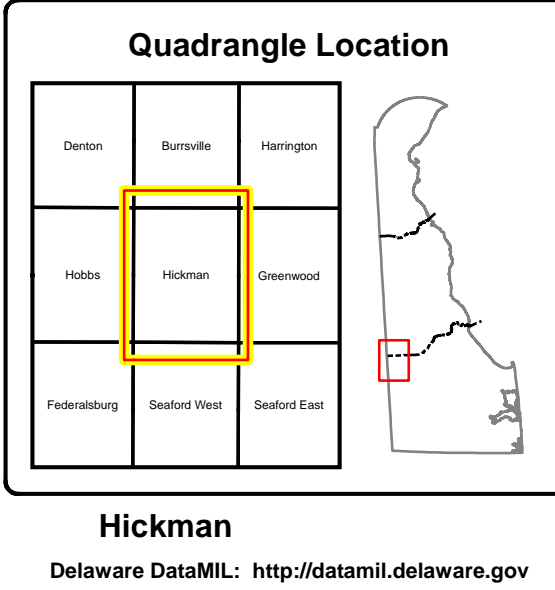 Quadrangle Location
Denton Burrsville Harrington
Hobbs Hickman Greenwood
Federalsburg Seaford West Seaford East
Hickman
Delaware DataMIL: http://datamil.delaware.gov